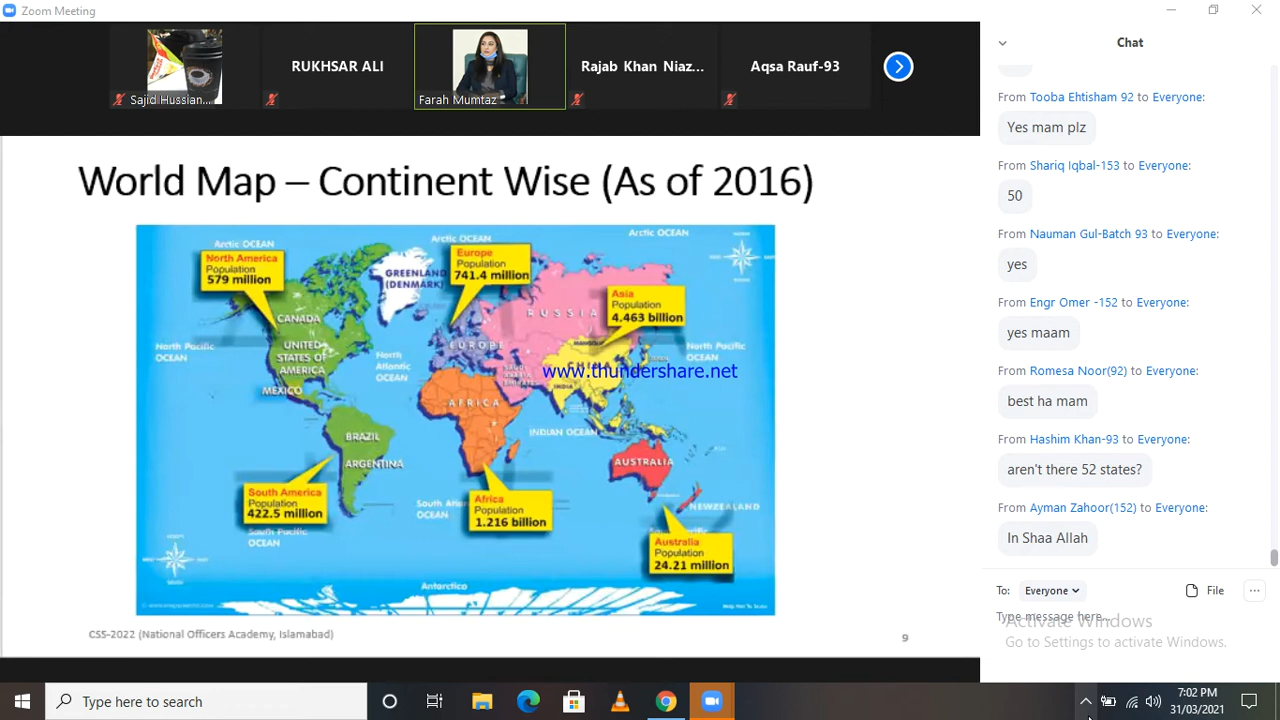 Zoom Meeting
Sajid Hussian...
RUKHSAR ALI
Farah Mumtaz
Rajab Khan Niaz...
Aqsa Rauf-93
World Map – Continent Wise (As of 2016)
Arctic OCEAN
Arctic OCEAN
Arctic OCEAN
North America
Population
579 million
Europe
Population
741.4 million
GREENLAND
(DENMARK)
Asia
Population
4.463 billion
RUSSIA
CANADA
UNITED
STATES OF
AMERICA
EUROPE
North Pacific
OCEAN
North
Atlantic
OCEAN
North Pacific
OCEAN
www.thundershare.net
INDIA
MEXICO
AFRICA
INDIAN OCEAN
BRAZIL
ARGENTINA
AUSTRALIA
South America
Population
422.5 million
Africa
Population
1.216 billion
OCEAN
NEWZEALAND
South Pacific
OCEAN
Australia
Population
24.21 million
Antarctica
CSS-2022 (National Officers Academy, Islamabad)
9
Chat
From Tooba Ehtisham 92 to Everyone:
Yes mam plz
From Shariq Iqbal-153 to Everyone:
50
From Nauman Gul-Batch 93 to Everyone:
yes
From Engr Omer -152 to Everyone:
yes maam
From Romesa Noor(92) to Everyone:
best ha mam
From Hashim Khan-93 to Everyone:
aren't there 52 states?
From Ayman Zahoor(152) to Everyone:
In Shaa Allah
To: Everyone File
Type message here...
Activate Windows
Go to Settings to activate Windows.
Type here to search
7:02 PM
31/03/2021